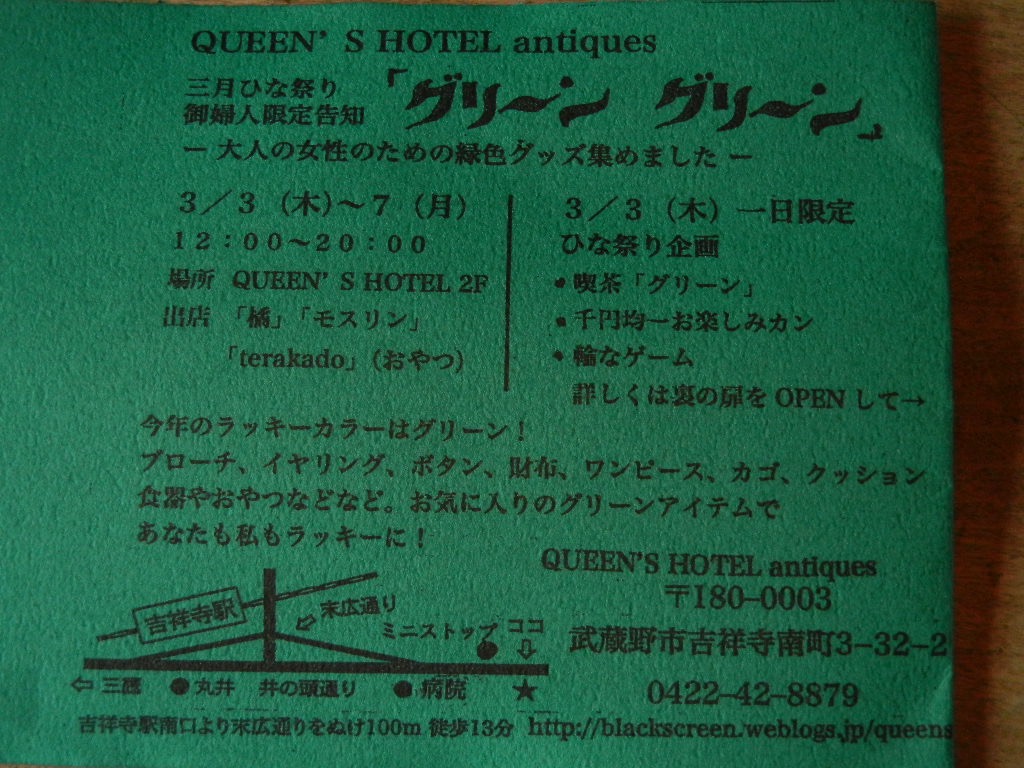 QUEEN'S HOTEL antiques
三月ひな祭り
御婦人限定告知
「グリーン グリーン」
ー 大人の女性のための緑色グッズ集めました ー
3/3(木)~7(月)
12:00~20:00
場所 QUEEN'S HOTEL 2F
出店 「橘」「モスリン」
「terakado」(おやつ)
3/3(木)一日限定
ひな祭り企画
・喫茶「グリーン」
・千円均一お楽しみカン
・輪なゲーム
詳しくは裏の扉を OPEN して→
今年のラッキーカラーはグリーン!
ブローチ、イヤリング、ボタン、財布、ワンピース、カゴ、クッション
食器やおやつなどなど。お気に入りのグリーンアイテムで
あなたも私もラッキーに!
QUEEN'S HOTEL antiques
〒180-0003
武蔵野市吉祥寺南町3-32-2
0422-42-8879
吉祥寺駅
末広通り
ミニストップ
ココ
⇦ 三鷹 ●丸井 井の頭通り ●病院 ★
吉祥寺駅南口より末広通りをぬけ100m 徒歩13分 http://blackscreen.weblogs.jp/queens